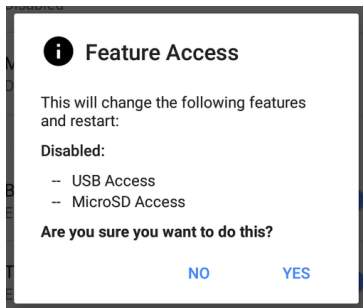 Disabled
Feature Access
This will change the following features
and restart:
Disabled:
-- USB Access
-- MicroSD Access
Are you sure you want to do this?
NO
YES